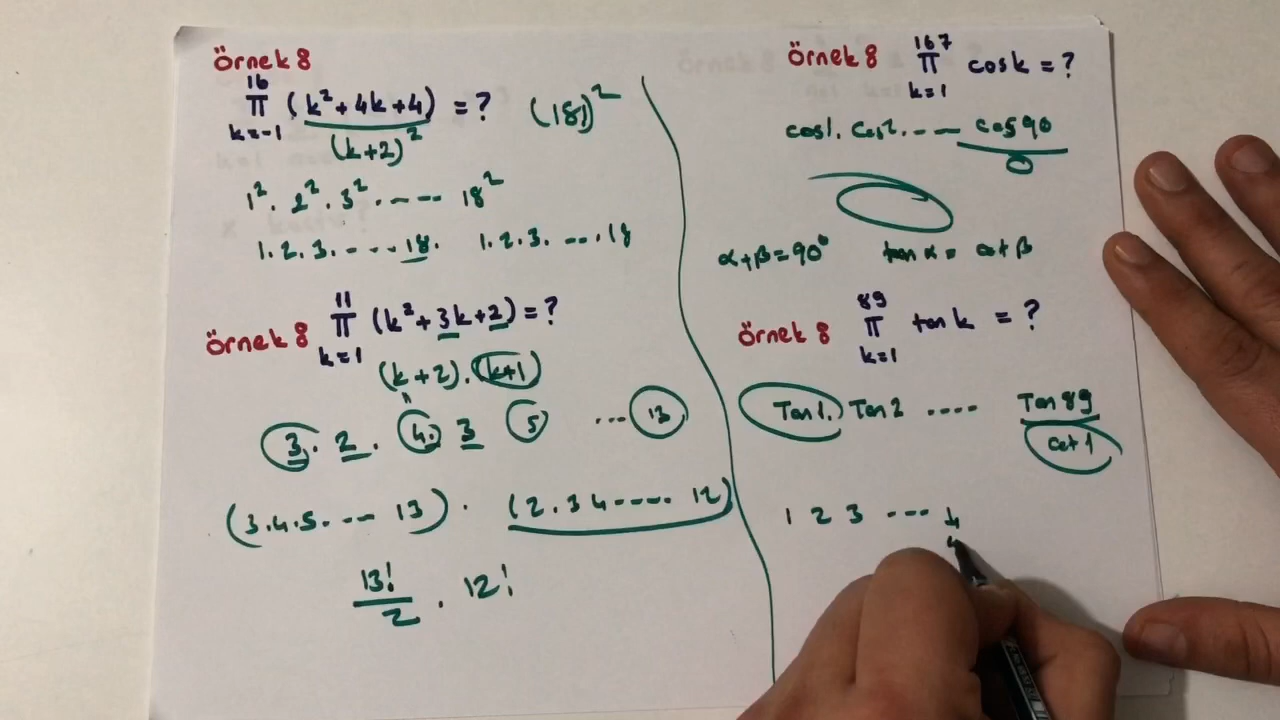 Örnek 8
16
π (k²+4k+4) = ? (18!)²
k=-1
(k+2)²
1². 2². 3². ---- 18²
1.2.3. ---- 18. 1.2.3. ---.18
Örnek 8
11
π (k²+3k+2)=?
k=1
(k+2).(k+1)
3. 2. 4. 3 5 ... 13
(3.4.5. --- 13). (2.3 4 ----. 12)
13!/2 . 12!
Örnek 8
167
π cosk = ?
k=1
cos1. cos2. --- cos90
0
α+β=90° tan α = cot β
Örnek 8
89
π tan k = ?
k=1
Tan1. Tan2 .... Tan89
cot1
1 2 3 ---